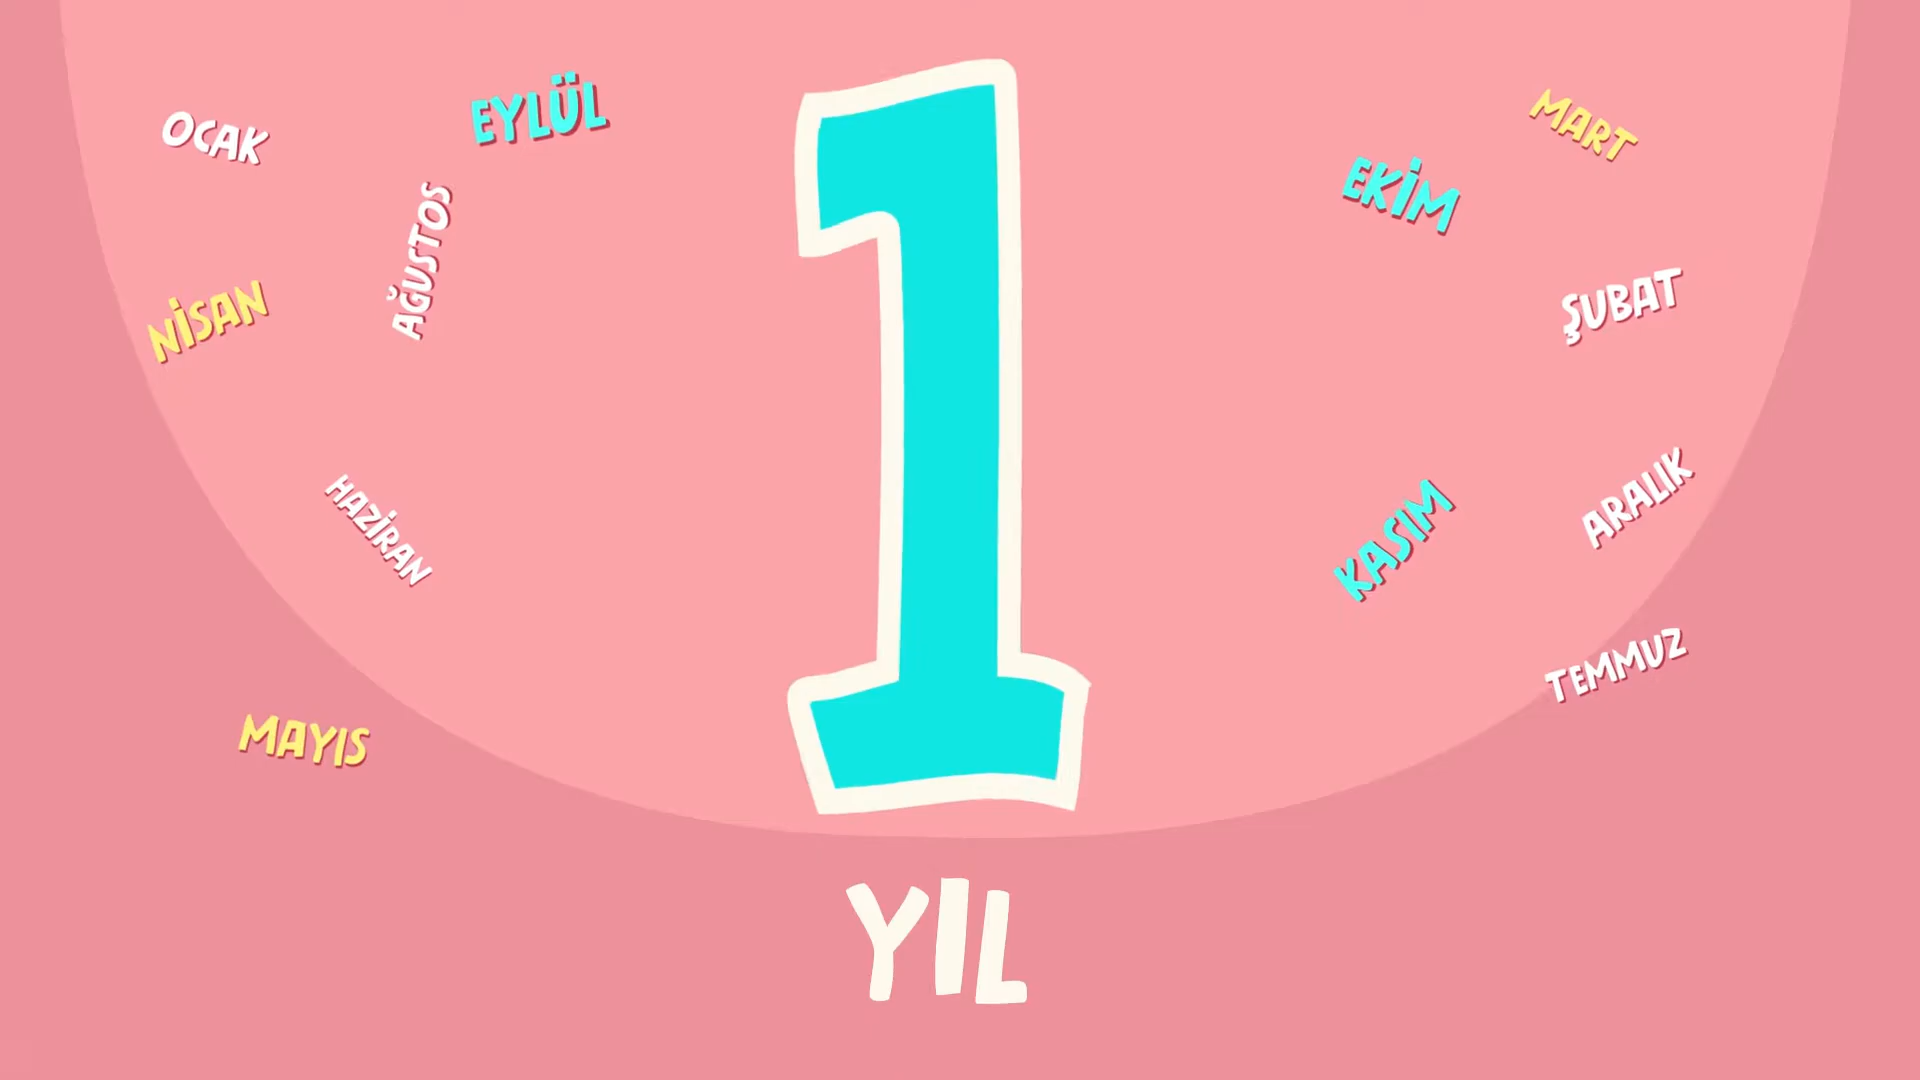 OCAK
EYLÜL
MART
EKİM
AĞUSTOS
NİSAN
ŞUBAT
HAZİRAN
KASIM
ARALIK
TEMMUZ
MAYIS
1
YIL